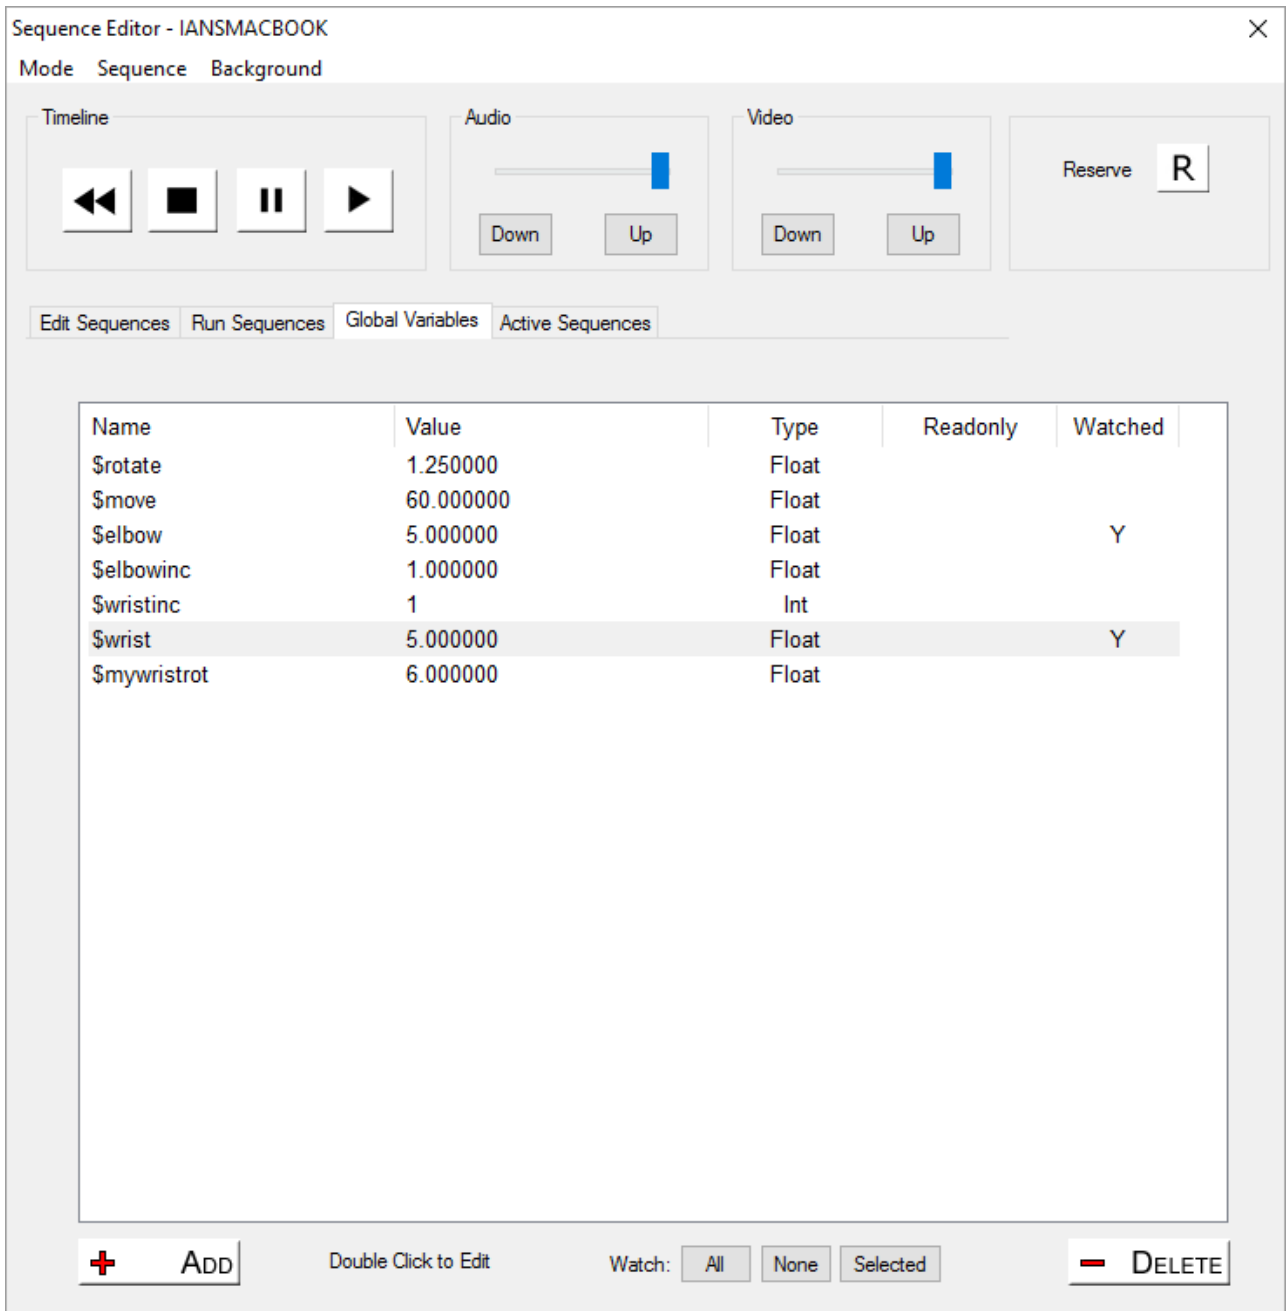 Sequence Editor - IANSMACBOOK
Mode Sequence Background
Timeline Audio Video
Reserve R
Down Up Down Up
Edit Sequences Run Sequences Global Variables Active Sequences
Name Value Type Readonly Watched
$rotate 1.250000 Float
$move 60.000000 Float
$elbow 5.000000 Float Y
$elbowinc 1.000000 Float
$wristinc 1 Int
$wrist 5.000000 Float Y
$mywristrot 6.000000 Float
ADD Double Click to Edit Watch: All None Selected DELETE